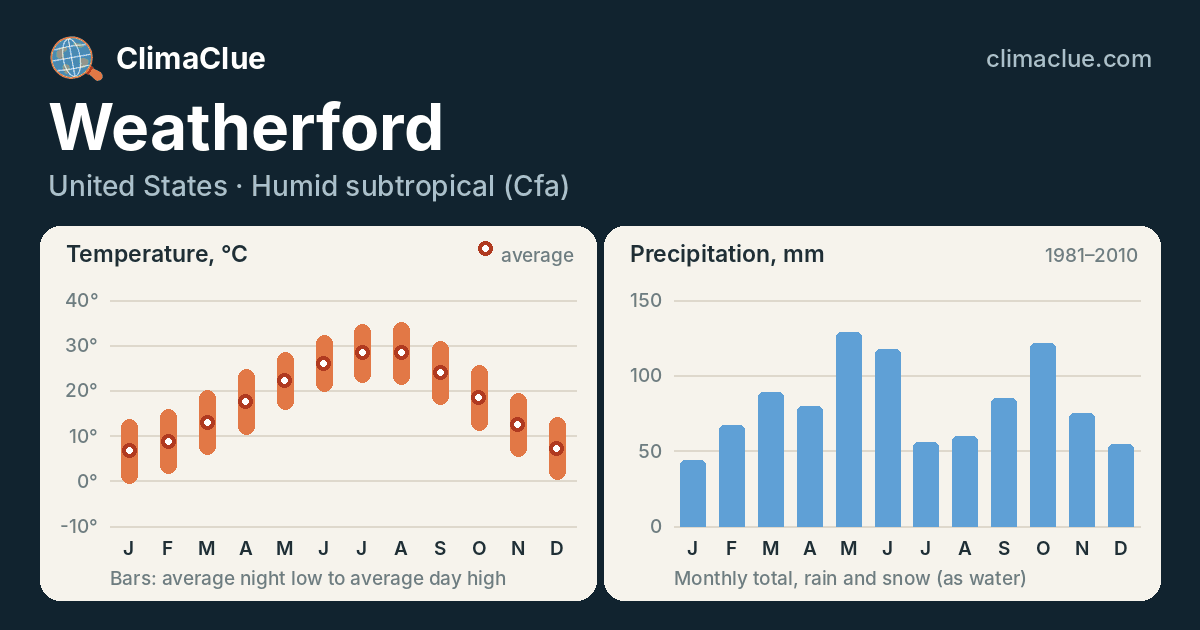 ClimaClue
climaclue.com
Weatherford
United States · Humid subtropical (Cfa)
Temperature, °C
average
40°
30°
20°
10°
0°
-10°
J F M A M J J A S O N D
Bars: average night low to average day high
Precipitation, mm
1981–2010
150
100
50
0
J F M A M J J A S O N D
Monthly total, rain and snow (as water)